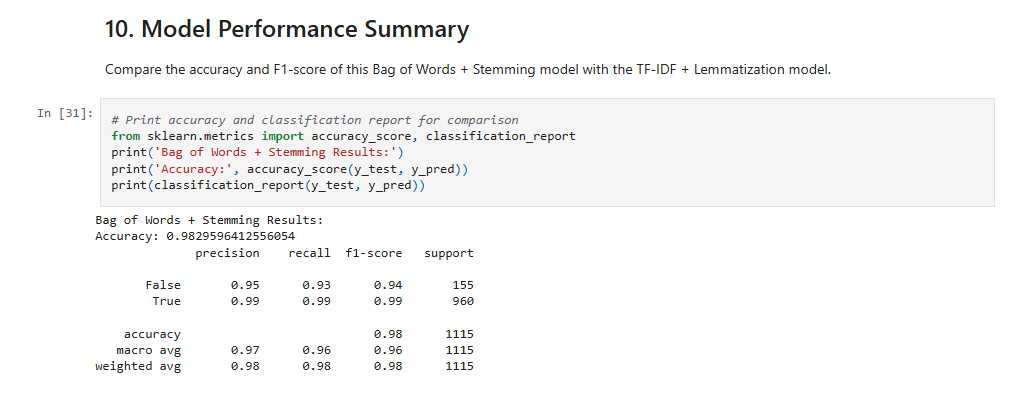 10. Model Performance Summary
Compare the accuracy and F1-score of this Bag of Words + Stemming model with the TF-IDF + Lemmatization model.
In [31]:
# Print accuracy and classification report for comparison
from sklearn.metrics import accuracy_score, classification_report
print('Bag of Words + Stemming Results:')
print('Accuracy:', accuracy_score(y_test, y_pred))
print(classification_report(y_test, y_pred))
Bag of Words + Stemming Results:
Accuracy: 0.9829596412556054
precision recall f1-score support
False 0.95 0.93 0.94 155
True 0.99 0.99 0.99 960
accuracy 0.98 1115
macro avg 0.97 0.96 0.96 1115
weighted avg 0.98 0.98 0.98 1115